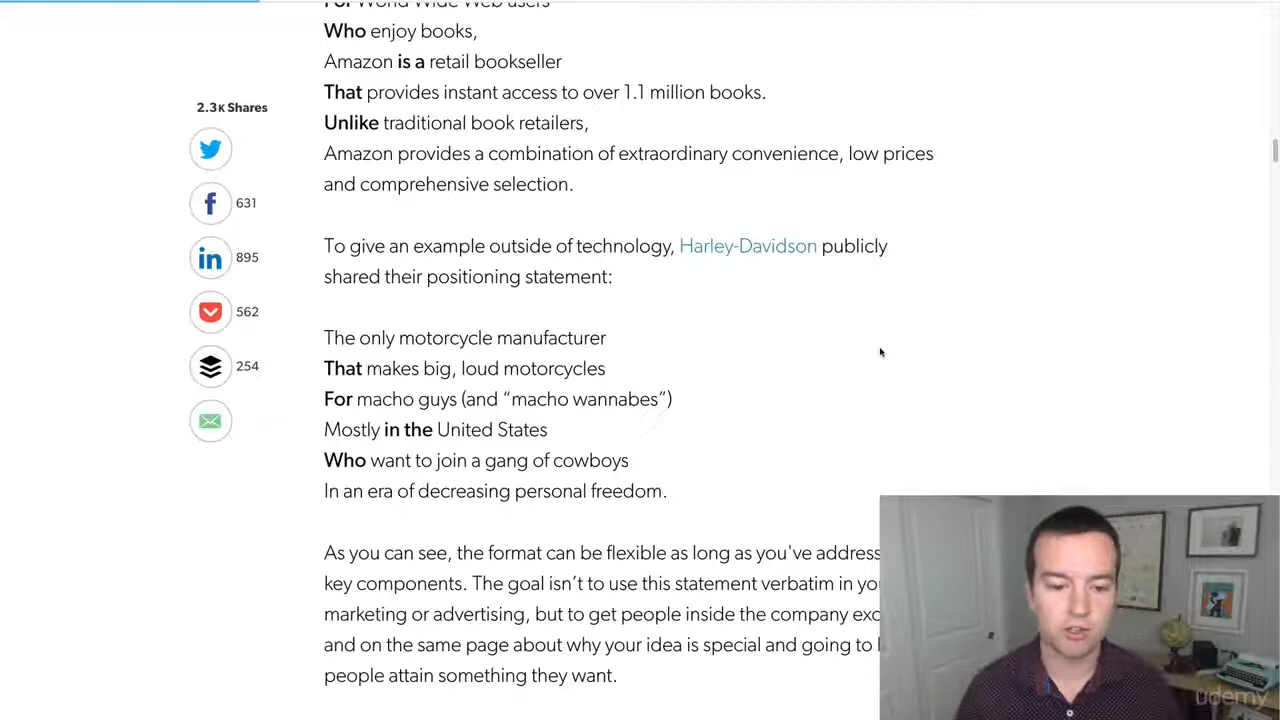 For World Wide Web users
Who enjoy books,
Amazon is a retail bookseller
That provides instant access to over 1.1 million books.
Unlike traditional book retailers,
Amazon provides a combination of extraordinary convenience, low prices
and comprehensive selection.
2.3K Shares
631
895
562
254
To give an example outside of technology, Harley-Davidson publicly
shared their positioning statement:
The only motorcycle manufacturer
That makes big, loud motorcycles
For macho guys (and “macho wannabes”)
Mostly in the United States
Who want to join a gang of cowboys
In an era of decreasing personal freedom.
As you can see, the format can be flexible as long as you've address
key components. The goal isn’t to use this statement verbatim in yo
marketing or advertising, but to get people inside the company exc
and on the same page about why your idea is special and going to
people attain something they want.
udemy